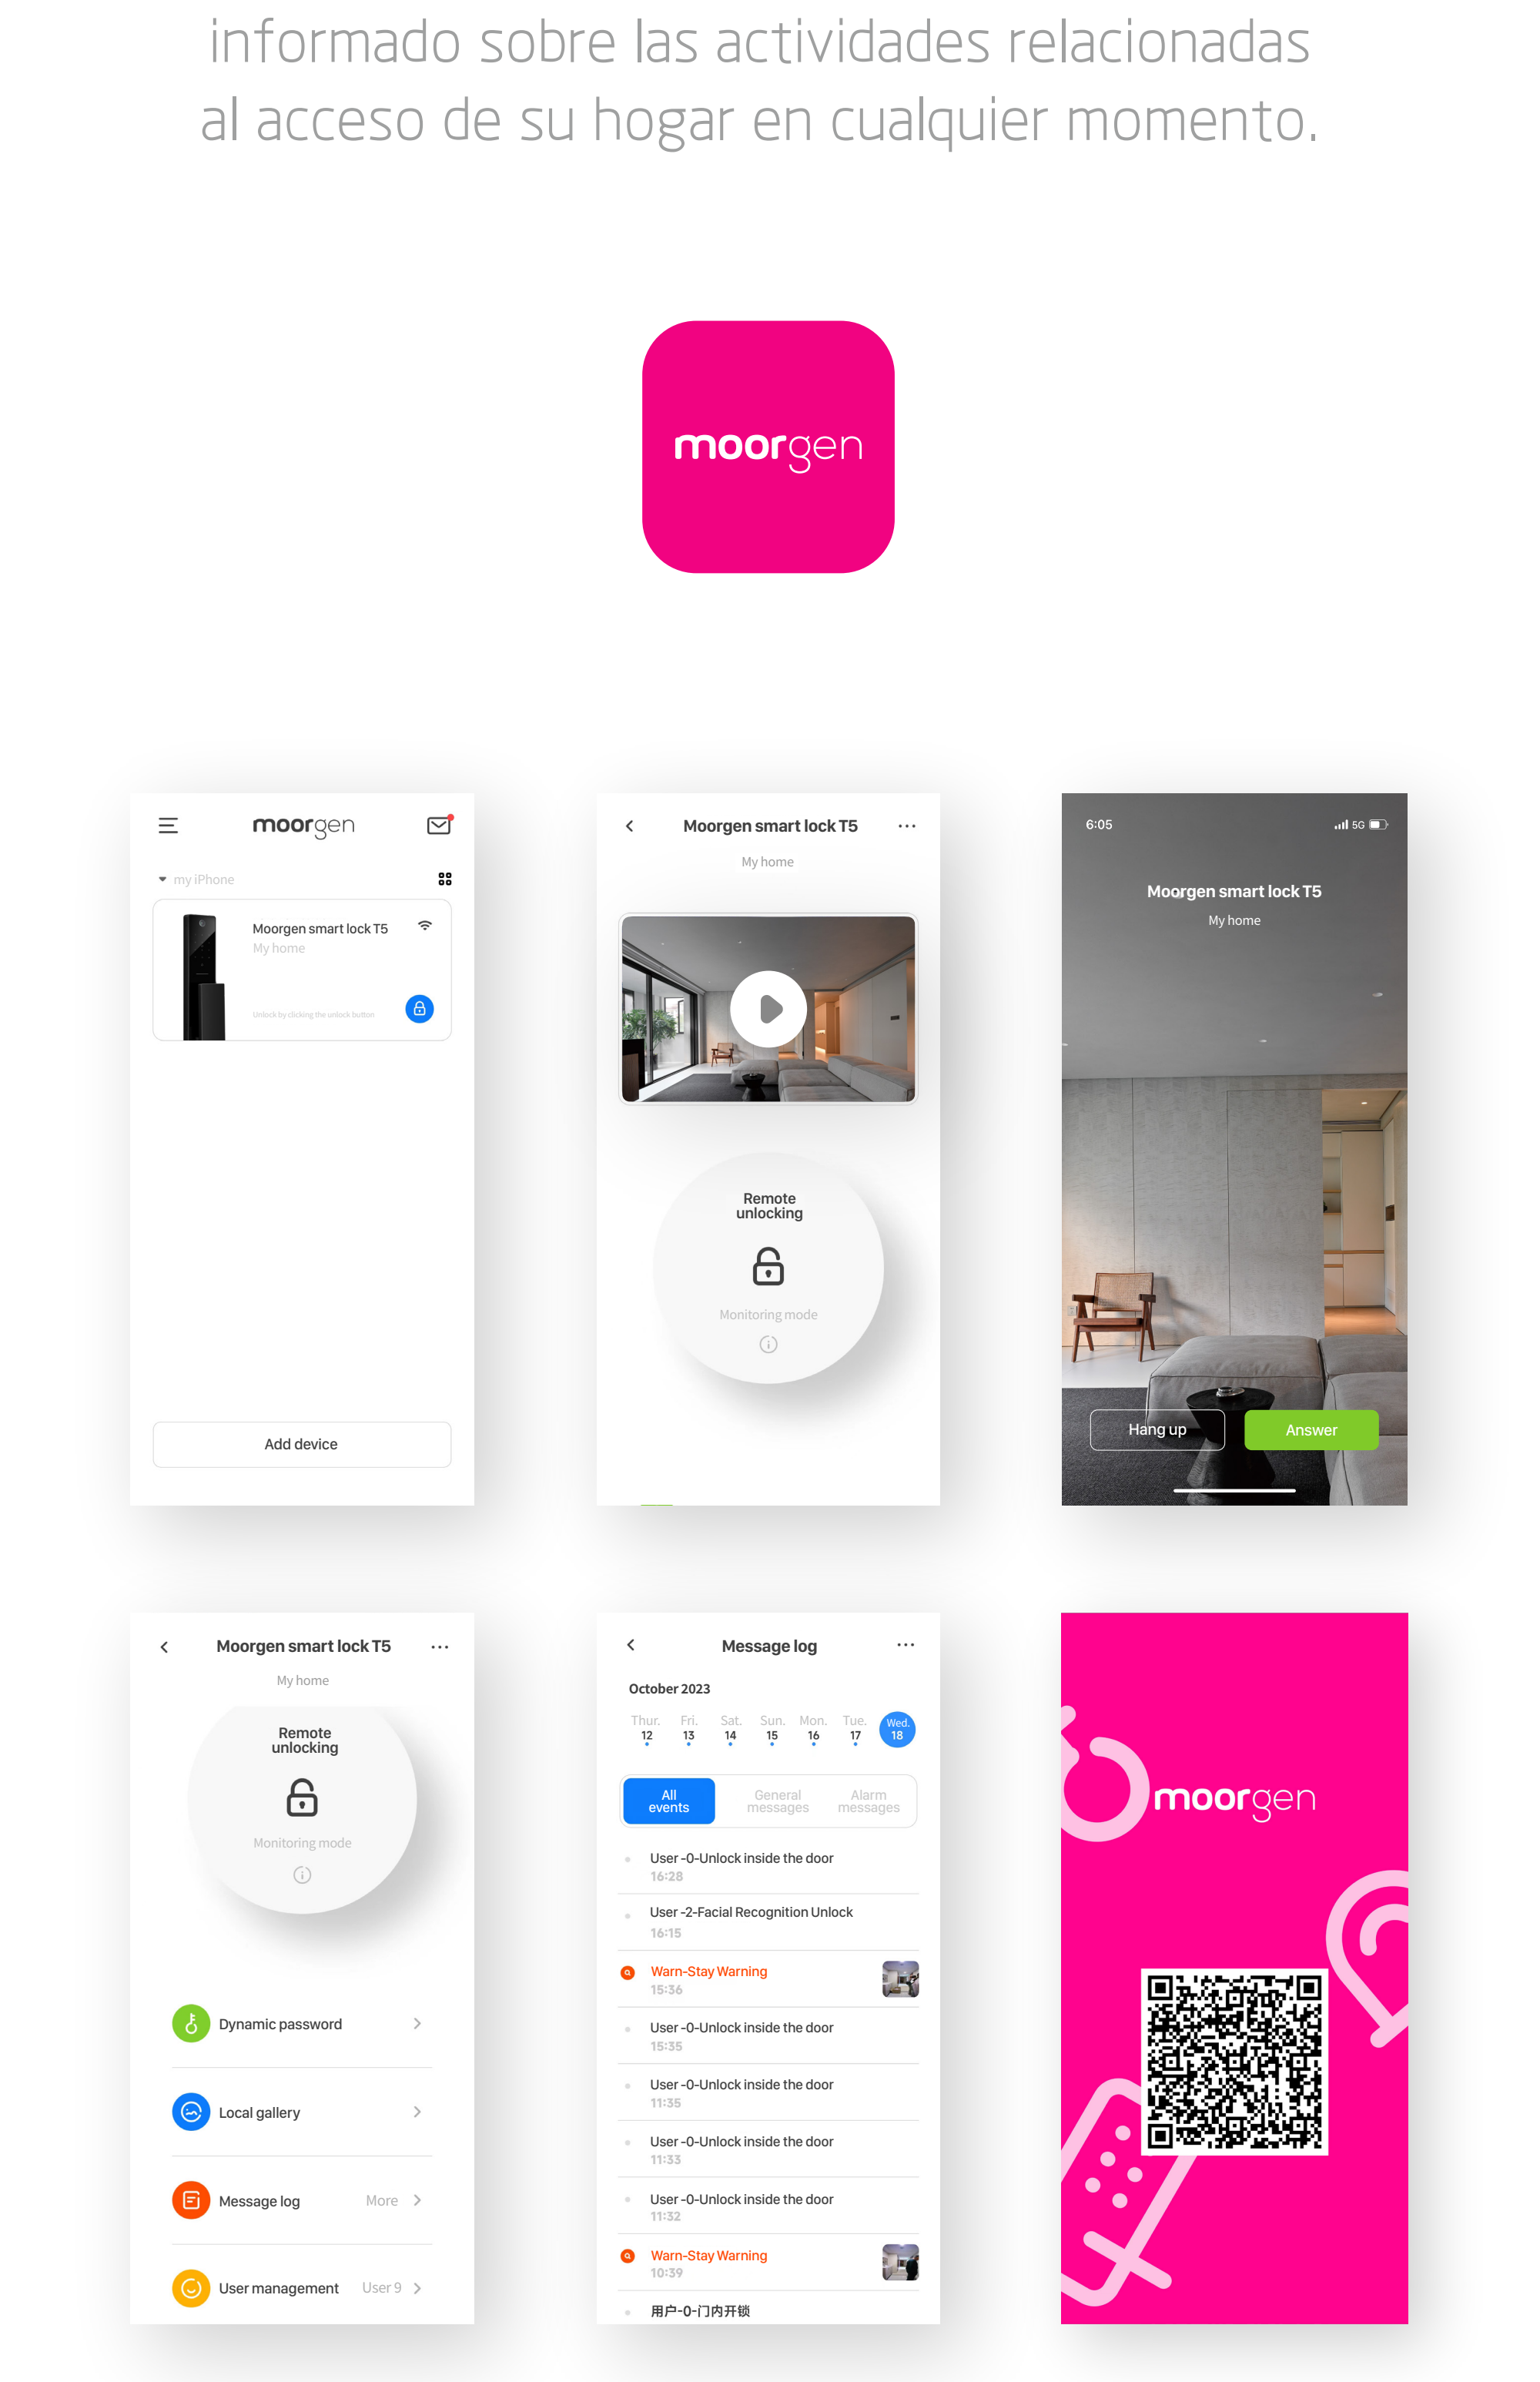 informado sobre las actividades relacionadas
al acceso de su hogar en cualquier momento.
moorgen
moorgen
my iPhone
Moorgen smart lock T5
My home
Unlock by clicking the unlock button
Add device
Moorgen smart lock T5
My home
Remote
unlocking
Monitoring mode
6:05
5G
Moorgen smart lock T5
My home
Hang up
Answer
Moorgen smart lock T5
My home
Remote
unlocking
Monitoring mode
Dynamic password
Local gallery
Message log More
User management User 9
Message log
October 2023
Thur. Fri. Sat. Sun. Mon. Tue. Wed.
12 13 14 15 16 17 18
All
events
General
messages
Alarm
messages
User -0-Unlock inside the door
16:28
User -2-Facial Recognition Unlock
16:15
Warn-Stay Warning
15:36
User -0-Unlock inside the door
15:35
User -0-Unlock inside the door
11:35
User -0-Unlock inside the door
11:33
User -0-Unlock inside the door
11:32
Warn-Stay Warning
10:39
用户-0-门内开锁
moorgen